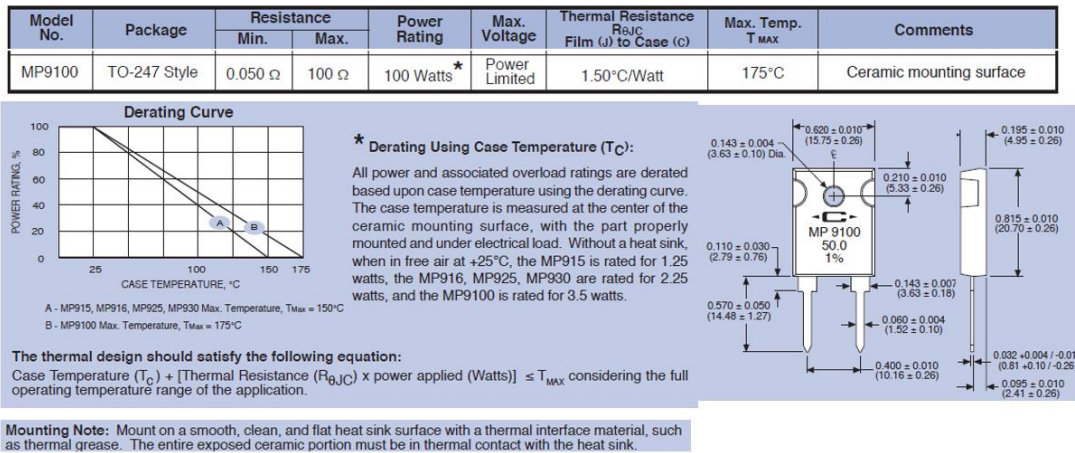 Model No. Package Resistance Min. Max. Power Rating Max. Voltage Thermal Resistance RθJC Film (J) to Case (C) Max. Temp. T MAX Comments
MP9100 TO-247 Style 0.050 Ω 100 Ω 100 Watts* Power Limited 1.50°C/Watt 175°C Ceramic mounting surface
Derating Curve
POWER RATING, %
100
80
60
40
20
0
A
B
25 100 150 175
CASE TEMPERATURE, °C
A - MP915, MP916, MP925, MP930 Max. Temperature, TMAX = 150°C
B - MP9100 Max. Temperature, TMAX = 175°C
* Derating Using Case Temperature (TC):
All power and associated overload ratings are derated
based upon case temperature using the derating curve.
The case temperature is measured at the center of the
ceramic mounting surface, with the part properly
mounted and under electrical load. Without a heat sink,
when in free air at +25°C, the MP915 is rated for 1.25
watts, the MP916, MP925, MP930 are rated for 2.25
watts, and the MP9100 is rated for 3.5 watts.
The thermal design should satisfy the following equation:
Case Temperature (TC) + [Thermal Resistance (RθJC) x power applied (Watts)] ≤ TMAX considering the full
operating temperature range of the application.
0.620 ± 0.010
(15.75 ± 0.26)
0.143 ± 0.004
(3.63 ± 0.10) Dia.
0.195 ± 0.010
(4.95 ± 0.26)
0.210 ± 0.010
(5.33 ± 0.26)
MP 9100
50.0
1%
0.815 ± 0.010
(20.70 ± 0.26)
0.110 ± 0.030
(2.79 ± 0.76)
0.143 ± 0.007
(3.63 ± 0.18)
0.570 ± 0.050
(14.48 ± 1.27)
0.060 ± 0.004
(1.52 ± 0.10)
0.032 +0.004 / -0.01
(0.81 +0.10 / -0.26
0.400 ± 0.010
(10.16 ± 0.26)
0.095 ± 0.010
(2.41 ± 0.26)
Mounting Note: Mount on a smooth, clean, and flat heat sink surface with a thermal interface material, such
as thermal grease. The entire exposed ceramic portion must be in thermal contact with the heat sink.